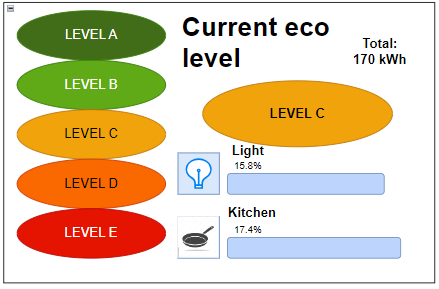 LEVEL A
LEVEL B
LEVEL C
LEVEL D
LEVEL E
Current eco
level
Total:
170 kWh
LEVEL C
Light
15.8%
Kitchen
17.4%